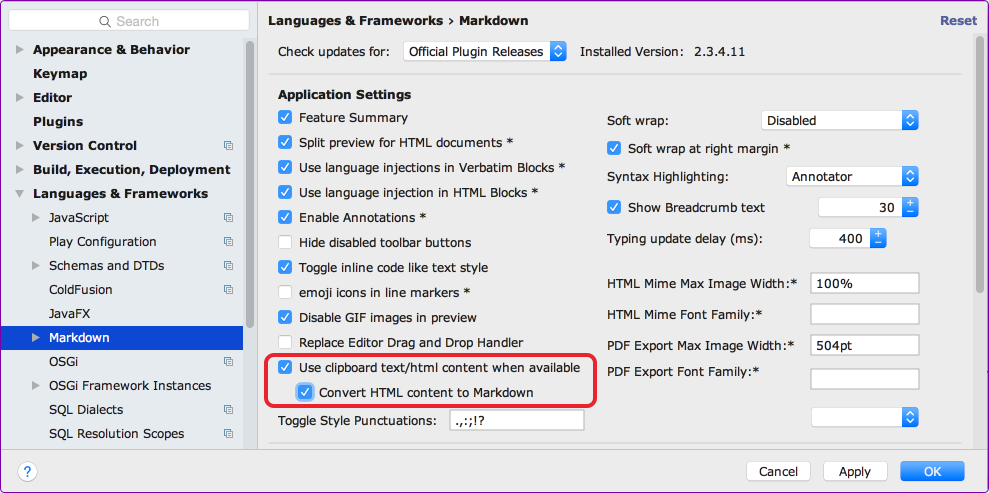 Search
Appearance & Behavior
Keymap
Editor
Plugins
Version Control
Build, Execution, Deployment
Languages & Frameworks
JavaScript
Play Configuration
Schemas and DTDs
ColdFusion
JavaFX
Markdown
OSGi
OSGi Framework Instances
SQL Dialects
SQL Resolution Scopes
?
Languages & Frameworks › Markdown
Reset
Check updates for: Official Plugin Releases Installed Version: 2.3.4.11
Application Settings
Feature Summary
Split preview for HTML documents *
Use language injections in Verbatim Blocks *
Use language injection in HTML Blocks *
Enable Annotations *
Hide disabled toolbar buttons
Toggle inline code like text style
emoji icons in line markers *
Disable GIF images in preview
Replace Editor Drag and Drop Handler
Use clipboard text/html content when available
Convert HTML content to Markdown
Toggle Style Punctuations: .,:;!?
Soft wrap: Disabled
Soft wrap at right margin *
Syntax Highlighting: Annotator
Show Breadcrumb text 30
Typing update delay (ms): 400
HTML Mime Max Image Width:* 100%
HTML Mime Font Family:*
PDF Export Max Image Width:* 504pt
PDF Export Font Family:*
Cancel Apply OK